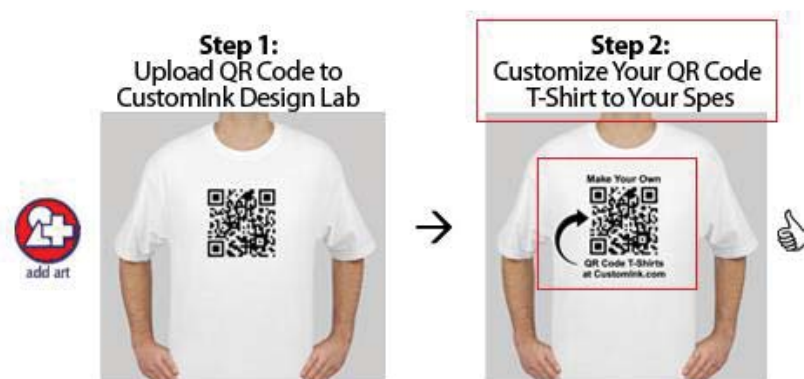 Step 1:
Upload QR Code to
CustomInk Design Lab
add art
Step 2:
Customize Your QR Code
T-Shirt to Your Spes
Make Your Own
QR Code T-Shirts
at CustomInk.com